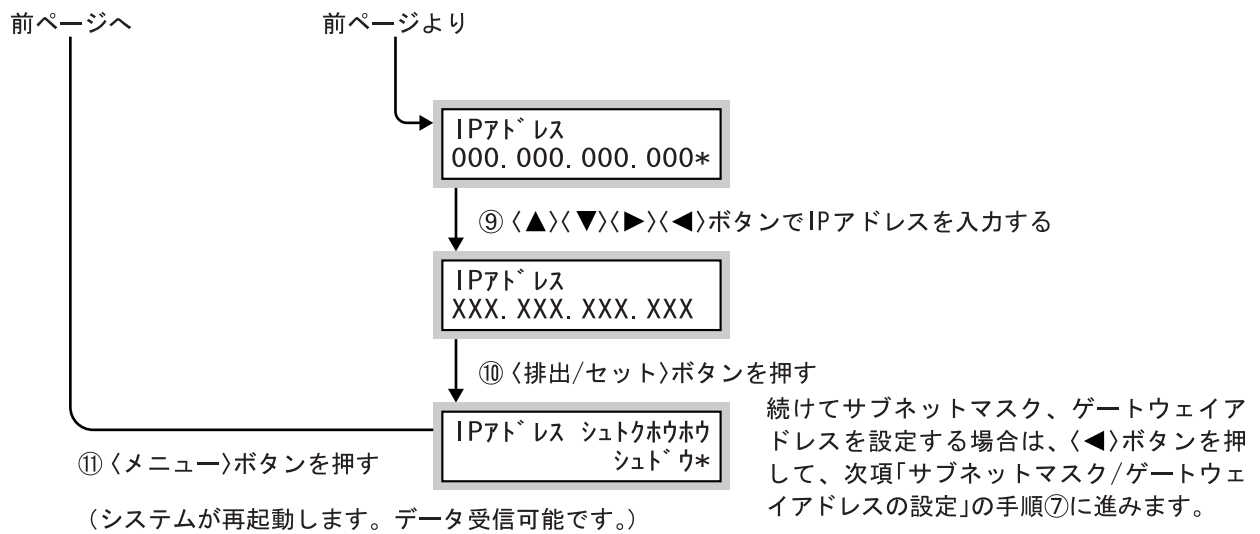 前ページへ
前ページより
IPｱﾄﾞﾚｽ
000. 000. 000. 000*
⑨〈▲〉〈▼〉〈▶〉〈◀〉ボタンでIPアドレスを入力する
IPｱﾄﾞﾚｽ
XXX. XXX. XXX. XXX
⑩〈排出/セット〉ボタンを押す
IPｱﾄﾞﾚｽ ｼｭﾄｸﾎｳﾎｳ
ｼｭﾄﾞｳ*
⑪〈メニュー〉ボタンを押す
（システムが再起動します。データ受信可能です。）
続けてサブネットマスク、ゲートウェイア
ドレスを設定する場合は、〈◀〉ボタンを押
して、次項「サブネットマスク/ゲートウェ
イアドレスの設定」の手順⑦に進みます。